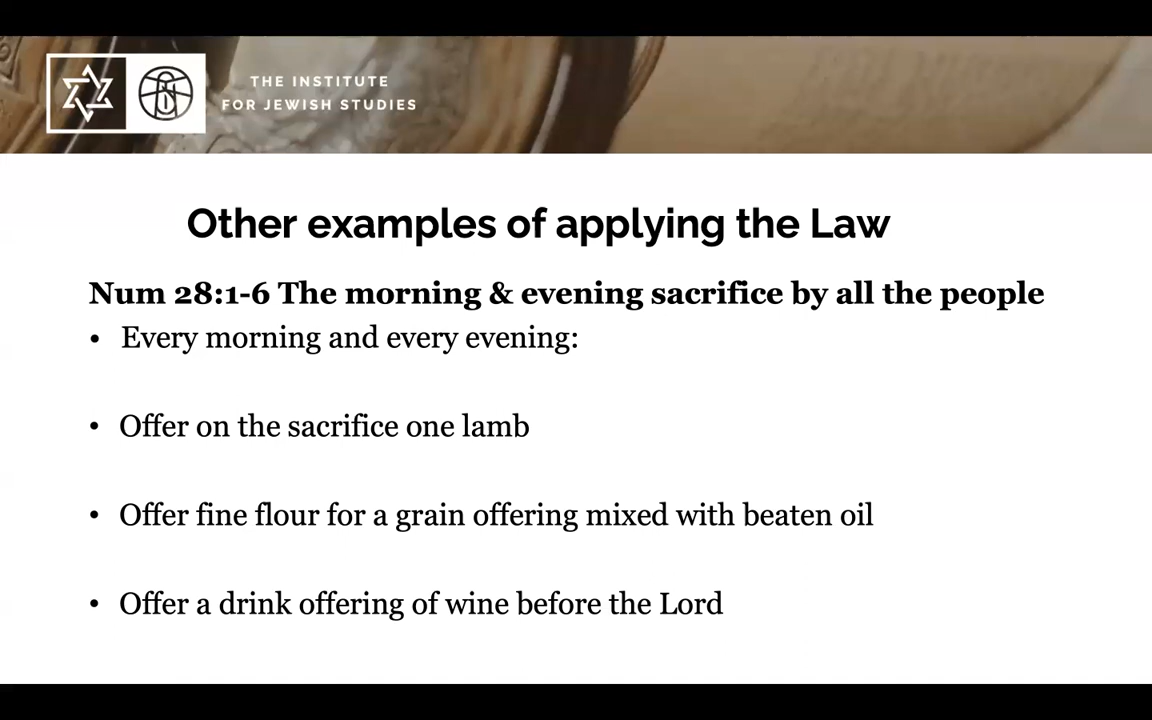 THE INSTITUTE
FOR JEWISH STUDIES
Other examples of applying the Law
Num 28:1-6 The morning & evening sacrifice by all the people
• Every morning and every evening:
• Offer on the sacrifice one lamb
• Offer fine flour for a grain offering mixed with beaten oil
• Offer a drink offering of wine before the Lord